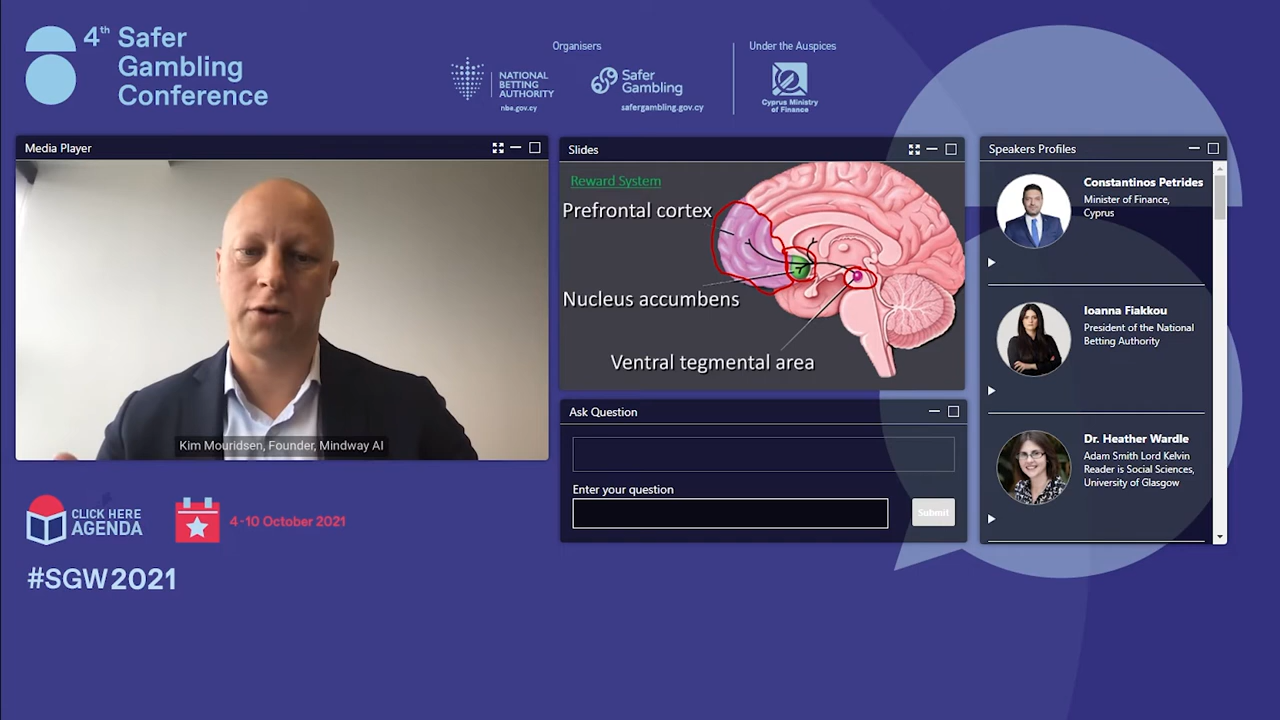 4th Safer
Gambling
Conference
Organisers
NATIONAL
BETTING
AUTHORITY
nba.gov.cy
Safer
Gambling
safergambling.gov.cy
Under the Auspices
Cyprus Ministry
of Finance
Media Player
Kim Mouridsen, Founder, Mindway AI
Slides
Reward System
Prefrontal cortex
Nucleus accumbens
Ventral tegmental area
Ask Question
Enter your question
Submit
Speakers Profiles
Constantinos Petrides
Minister of Finance,
Cyprus
Ioanna Fiakkou
President of the National
Betting Authority
Dr. Heather Wardle
Adam Smith Lord Kelvin
Reader is Social Sciences,
University of Glasgow
CLICK HERE
AGENDA
4-10 October 2021
#SGW2021